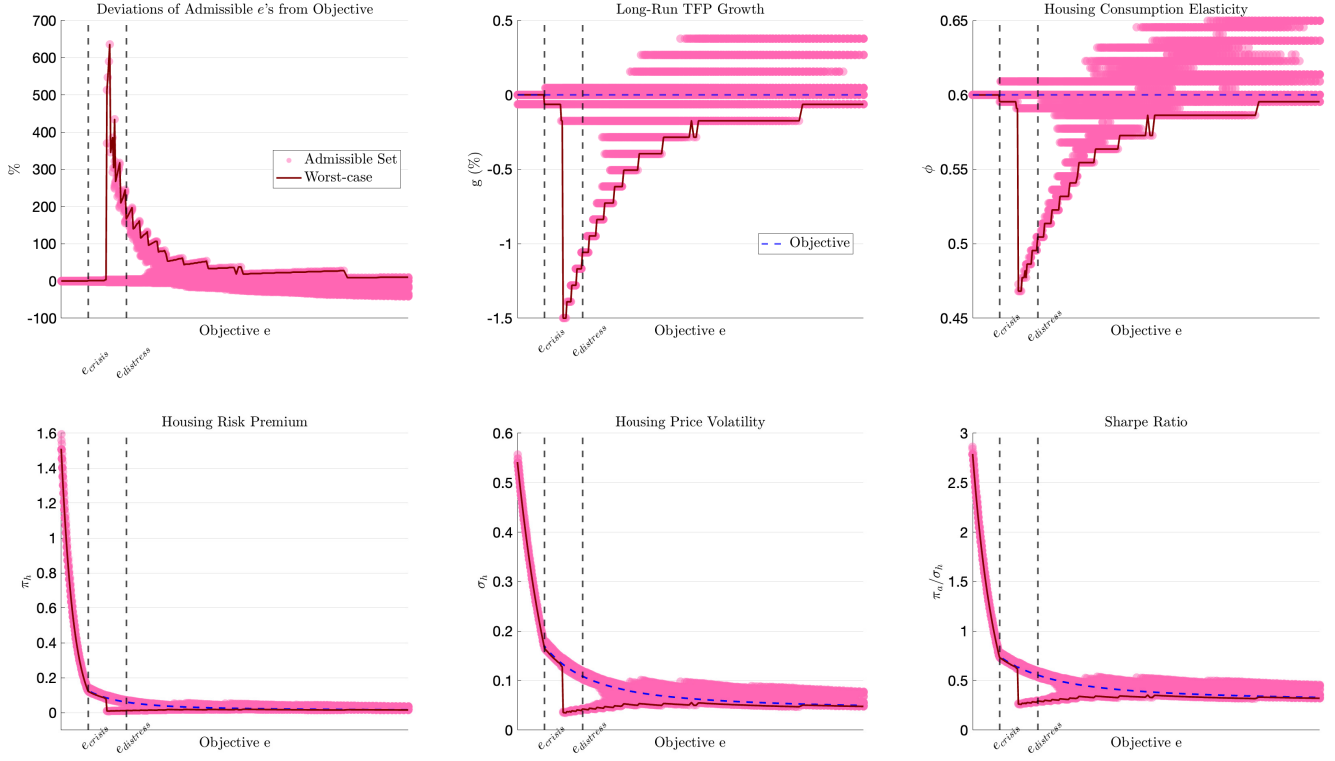 Deviations of Admissible e's from Objective
700
600
500
400
300
200
100
0
-100
%
Admissible Set
Worst-case
Objective e
e_crisis
e_distress
Long-Run TFP Growth
0
-0.5
-1
-1.5
g (%)
Objective
Objective e
e_crisis
e_distress
Housing Consumption Elasticity
0.65
0.6
0.55
0.5
0.45
ϕ
Objective e
e_crisis
e_distress
Housing Risk Premium
1.6
1.4
1.2
1
0.8
0.6
0.4
0.2
0
π_h
Objective e
e_crisis
e_distress
Housing Price Volatility
0.6
0.5
0.4
0.3
0.2
0.1
0
σ_h
Objective e
e_crisis
e_distress
Sharpe Ratio
3
2.5
2
1.5
1
0.5
0
π_a/σ_h
Objective e
e_crisis
e_distress